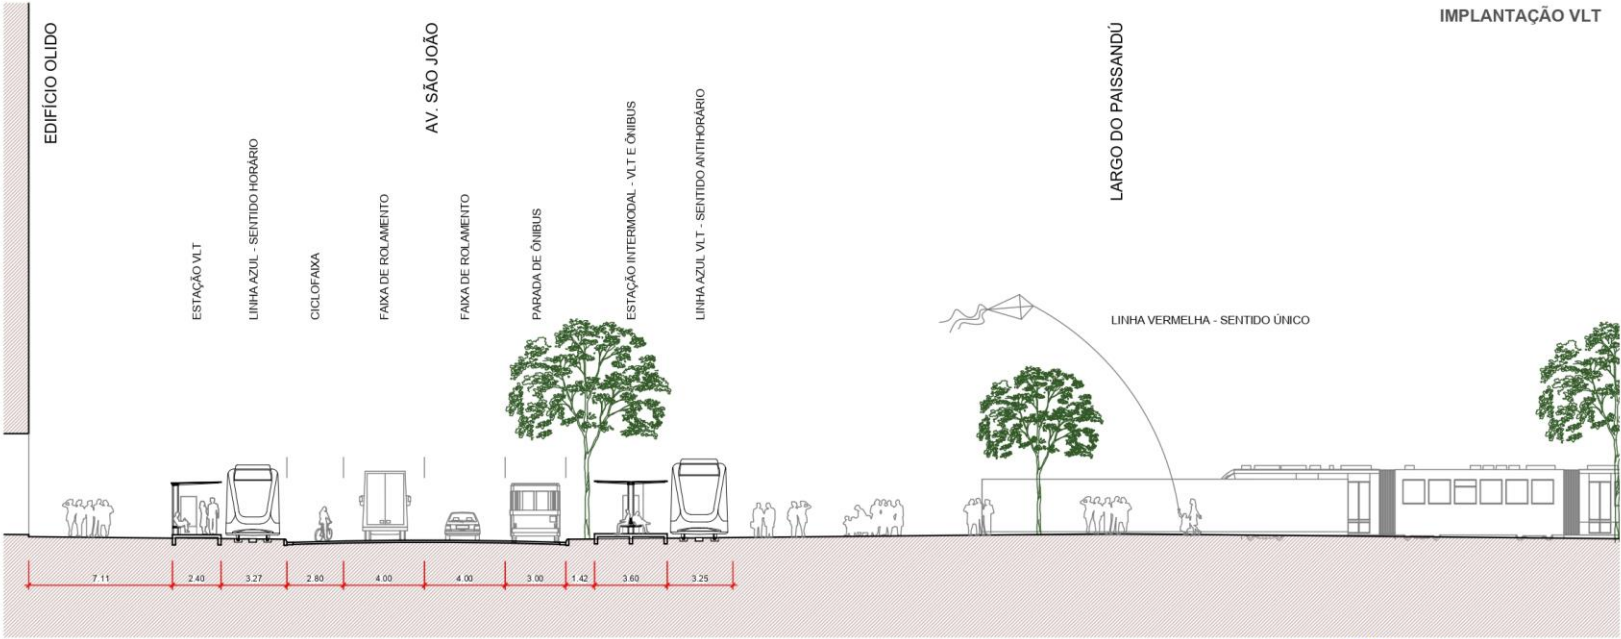 IMPLANTAÇÃO VLT
EDIFÍCIO OLIDO
AV. SÃO JOÃO
LARGO DO PAISSANDÚ
ESTAÇÃO VLT
LINHA AZUL - SENTIDO HORÁRIO
CICLOFAIXA
FAIXA DE ROLAMENTO
FAIXA DE ROLAMENTO
PARADA DE ÔNIBUS
ESTAÇÃO INTERMODAL - VLT E ÔNIBUS
LINHA AZUL VLT - SENTIDO ANTIHORÁRIO
LINHA VERMELHA - SENTIDO ÚNICO
7.11
2.40
3.27
2.80
4.00
4.00
3.00
1.42
3.60
3.25